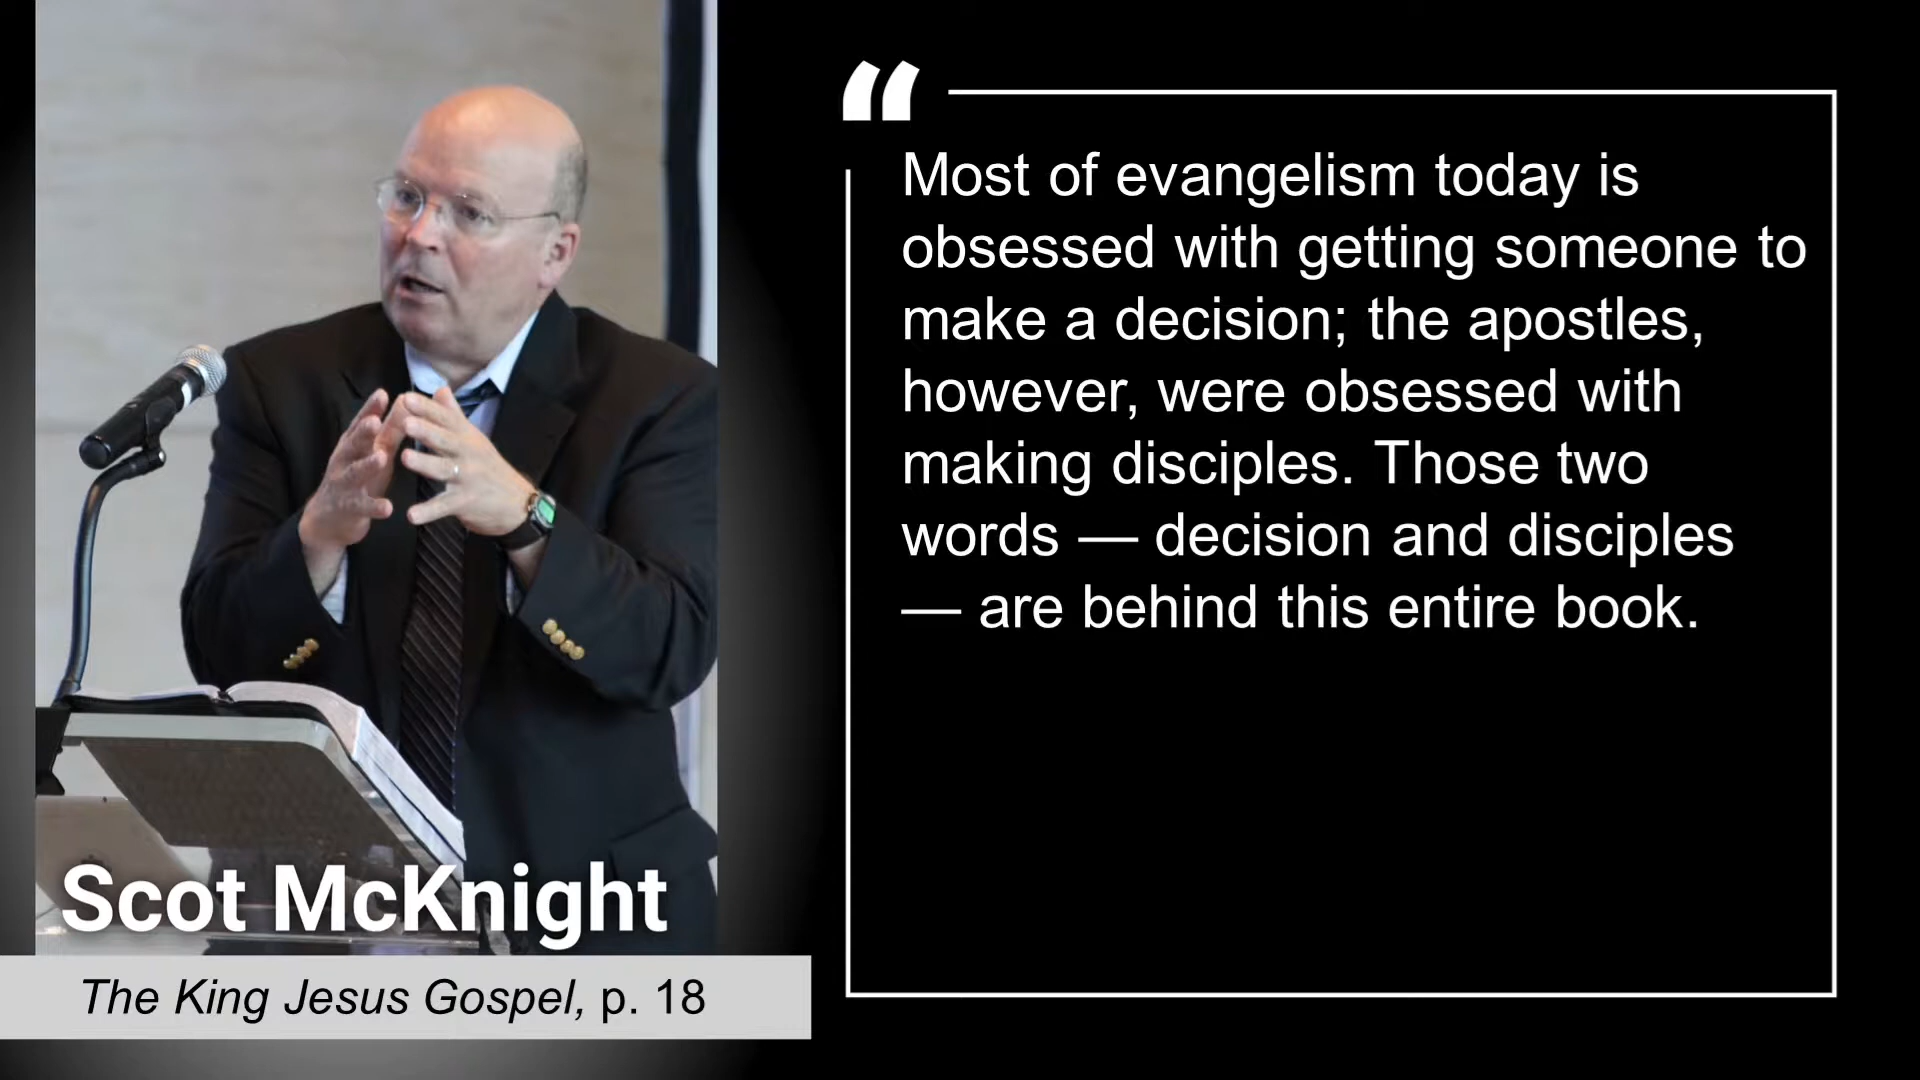 “
Most of evangelism today is
obsessed with getting someone to
make a decision; the apostles,
however, were obsessed with
making disciples. Those two
words — decision and disciples
— are behind this entire book.
Scot McKnight
The King Jesus Gospel, p. 18